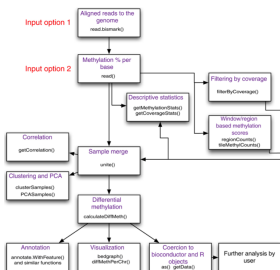 Input option 1
Aligned reads to the
genome
read.bismark()
Input option 2
Methylation % per
base
read()
Filtering by coverage
filterByCoverage()
Descriptive statistics
getMethylationStats()
getCoverageStats()
Window/region
based methylation
scores
regionCounts()
tileMethylCounts()
Correlation
getCorrelation()
Sample merge
unite()
Clustering and PCA
clusterSamples()
PCASamples()
Differential
methylation
calculateDiffMeth()
Annotation
annotate.WithFeature()
and similar functions
Visualization
bedgraph()
diffMethPerChr()
Coercion to
bioconductor and R
objects
as() getData()
Further analysis by
user